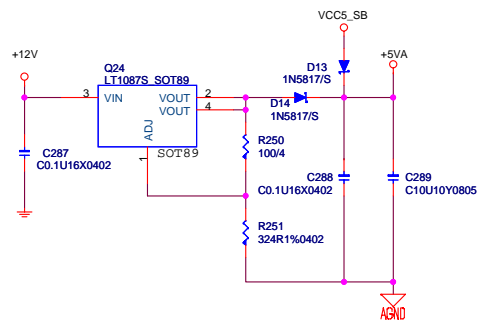 VCC5_SB
+12V
+5VA
Q24
LT1087S_SOT89
D13
1N5817/S
3
VIN
VOUT
2
VOUT
4
D14
1N5817/S
ADJ
1
SOT89
R250
100/4
C287
C0.1U16X0402
C288
C0.1U16X0402
C289
C10U10Y0805
R251
324R1%0402
AGND